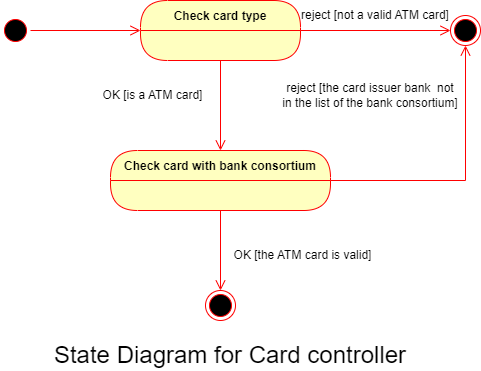 Check card type
reject [not a valid ATM card]
OK [is a ATM card]
reject [the card issuer bank  not
in the list of the bank consortium]
Check card with bank consortium
OK [the ATM card is valid]
State Diagram for Card controller